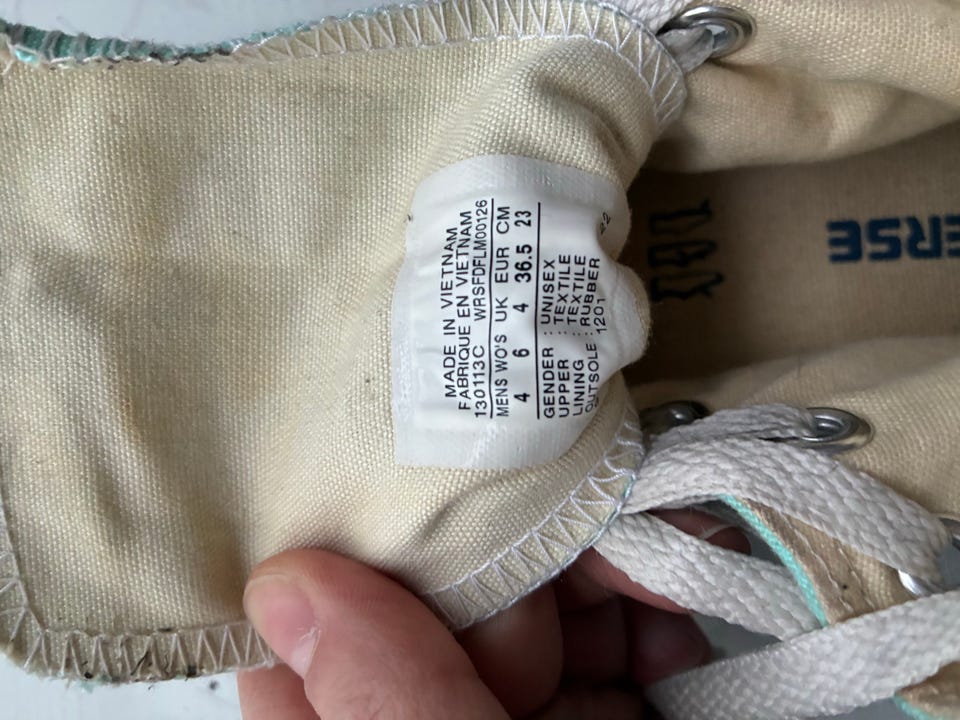 MADE IN VIETNAM
FABRIQUE EN VIETNAM
130113C WRSFDFLM00126
MENS WO'S UK EUR CM
4 6 4 36.5 23
GENDER : UNISEX
UPPER : TEXTILE
LINING : TEXTILE
OUTSOLE : RUBBER
1201 22
ERSE